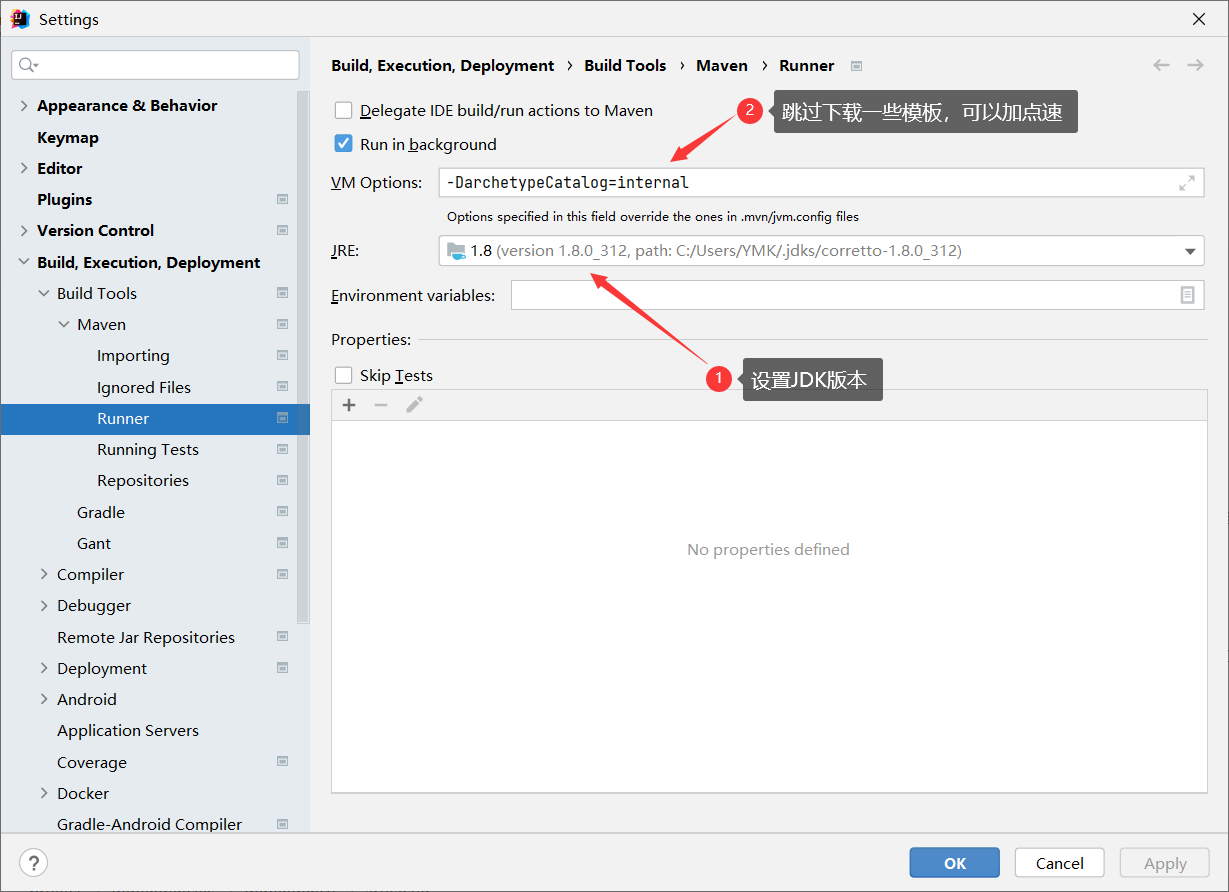 Settings
Build, Execution, Deployment › Build Tools › Maven › Runner
Appearance & Behavior
Keymap
Editor
Plugins
Version Control
Build, Execution, Deployment
Build Tools
Maven
Importing
Ignored Files
Runner
Running Tests
Repositories
Gradle
Gant
Compiler
Debugger
Remote Jar Repositories
Deployment
Android
Application Servers
Coverage
Docker
Gradle-Android Compiler
Delegate IDE build/run actions to Maven
2 跳过下载一些模板，可以加点速
Run in background
VM Options: -DarchetypeCatalog=internal
Options specified in this field override the ones in .mvn/jvm.config files
JRE: 1.8 (version 1.8.0_312, path: C:/Users/YMK/.jdks/corretto-1.8.0_312)
Environment variables:
Properties:
Skip Tests
1 设置JDK版本
No properties defined
?
OK
Cancel
Apply